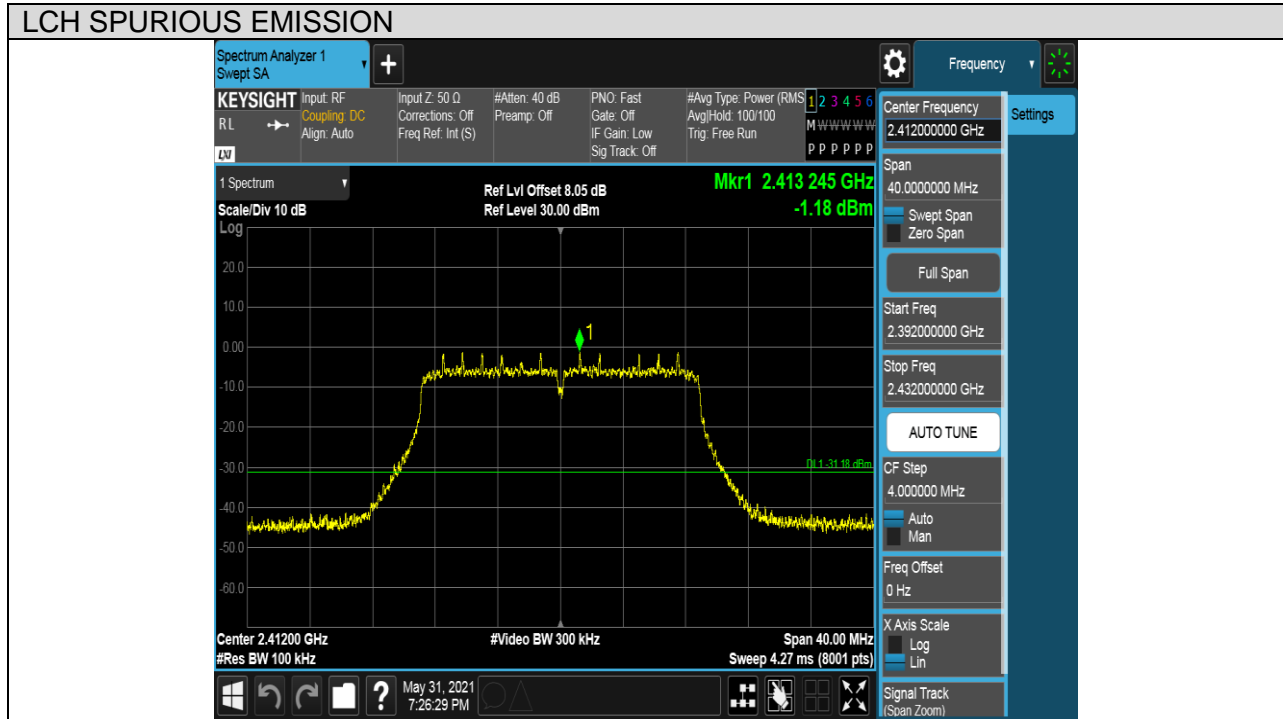 LCH SPURIOUS EMISSION
Spectrum Analyzer 1
Swept SA
+
Frequency
KEYSIGHT
RL
LXI
Input: RF
Coupling: DC
Align: Auto
Input Z: 50 Ω
Corrections: Off
Freq Ref: Int (S)
#Atten: 40 dB
Preamp: Off
PNO: Fast
Gate: Off
IF Gain: Low
Sig Track: Off
#Avg Type: Power (RMS
Avg|Hold: 100/100
Trig: Free Run
1 2 3 4 5 6
M W W W W W
P P P P P P
1 Spectrum
Scale/Div 10 dB
Log
Ref Lvl Offset 8.05 dB
Ref Level 30.00 dBm
Mkr1 2.413 245 GHz
-1.18 dBm
20.0
10.0
0.00
-10.0
-20.0
-30.0
-40.0
-50.0
-60.0
1
DL1 -31.18 dBm
Center 2.41200 GHz
#Res BW 100 kHz
#Video BW 300 kHz
Span 40.00 MHz
Sweep 4.27 ms (8001 pts)
?
May 31, 2021
7:26:29 PM
Center Frequency
2.412000000 GHz
Settings
Span
40.0000000 MHz
Swept Span
Zero Span
Full Span
Start Freq
2.392000000 GHz
Stop Freq
2.432000000 GHz
AUTO TUNE
CF Step
4.000000 MHz
Auto
Man
Freq Offset
0 Hz
X Axis Scale
Log
Lin
Signal Track
(Span Zoom)